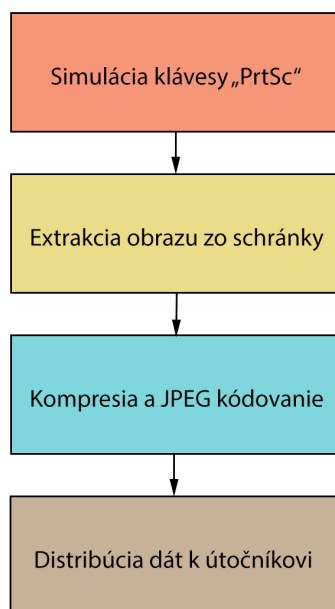 Simulácia klávesy „PrtSc“
Extrakcia obrazu zo schránky
Kompresia a JPEG kódovanie
Distribúcia dát k útočníkovi